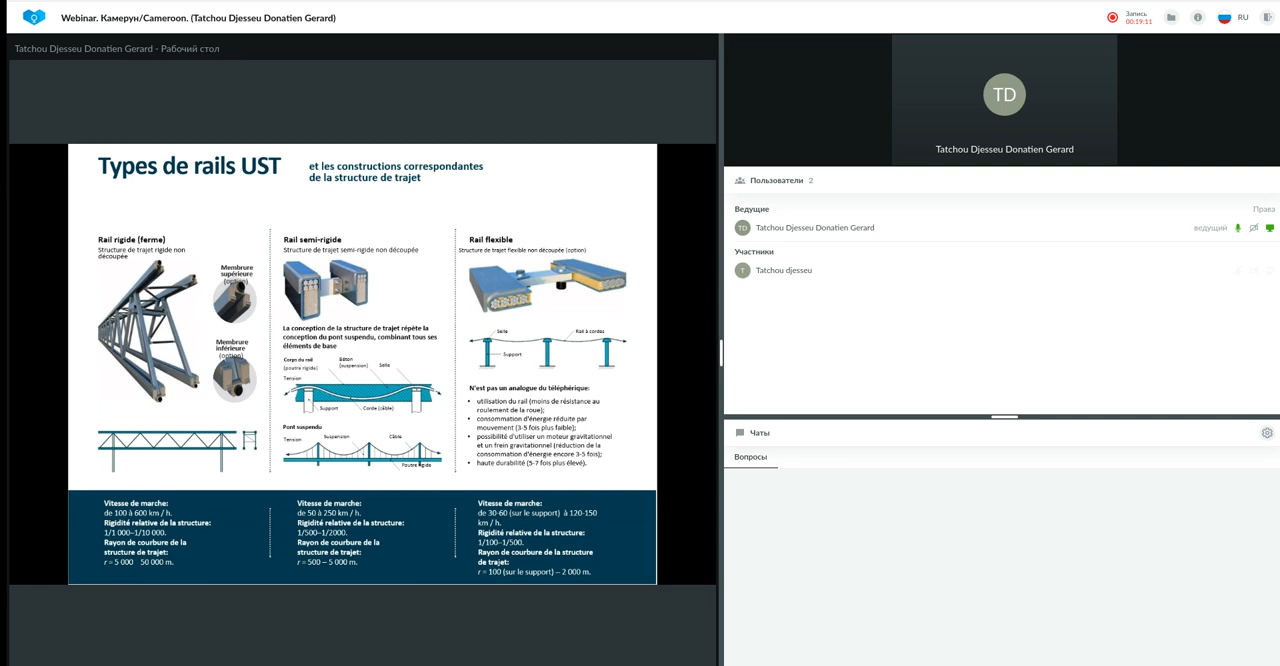 Webinar. Камерун/Cameroon. (Tatchou Djesseu Donatien Gerard)
Запись
00:19:11
RU
Tatchou Djesseu Donatien Gerard - Рабочий стол
Types de rails UST
et les constructions correspondantes
de la structure de trajet
Rail rigide (ferme)
Structure de trajet rigide non
découpée
Membrure
supérieure
(option)
Membrure
inférieure
(option)
Rail semi-rigide
Structure de trajet semi-rigide non découpée
La conception de la structure de trajet répète la
conception du pont suspendu, combinant tous ses
éléments de base
Corps du rail
(poutre rigide)
Béton
(suspension)
Selle
Tension
Support
Corde (câble)
Pont suspendu
Tension
Suspension
Câble
Poutre rigide
Rail flexible
Structure de trajet flexible non découpée (option)
Selle
Rail à cordes
Support
N'est pas un analogue du téléphérique:
• utilisation du rail (moins de résistance au
roulement de la roue);
• consommation d'énergie réduite par
mouvement (3-5 fois plus faible);
• possibilité d'utiliser un moteur gravitationnel
et un frein gravitationnel (réduction de la
consommation d'énergie encore 3-5 fois);
• haute durabilité (5-7 fois plus élevé).
Vitesse de marche:
de 100 à 600 km / h.
Rigidité relative de la structure:
1/1 000–1/10 000.
Rayon de courbure de la
structure de trajet:
r = 5 000 50 000 m.
Vitesse de marche:
de 50 à 250 km / h.
Rigidité relative de la structure:
1/500–1/2000.
Rayon de courbure de la
structure de trajet:
r = 500 – 5 000 m.
Vitesse de marche:
de 30-60 (sur le support) à 120-150
km / h.
Rigidité relative de la structure:
1/100–1/500.
Rayon de courbure de la structure
de trajet:
r = 100 (sur le support) – 2 000 m.
TD
Tatchou Djesseu Donatien Gerard
Пользователи 2
Ведущие Права
TD Tatchou Djesseu Donatien Gerard ведущий
Участники
T Tatchou djesseu
Чаты
Вопросы